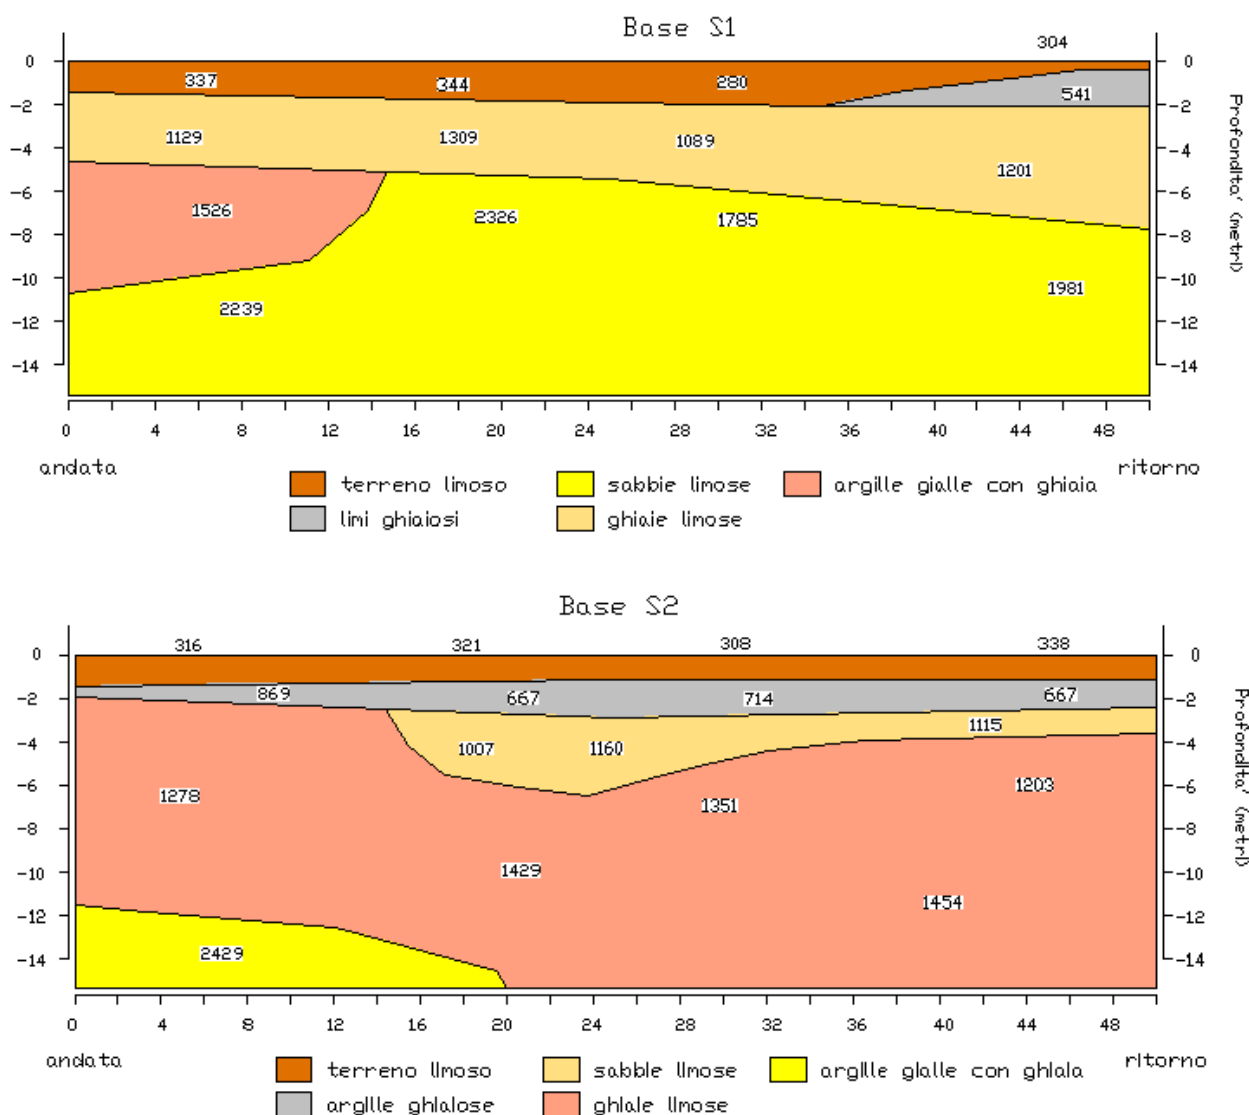 Base S1
304
0 0
337 344 280 541
-2 -2
1129 1309 1089 1201
-4 -4
-6 -6
1526 2326 1785
-8 -8
-10 -10
2239 1981
-12 -12
-14 -14
Profondita' (metri)
0 4 8 12 16 20 24 28 32 36 40 44 48
andata ritorno
terreno limoso sabbie limose argille gialle con ghiaia
limi ghiaiosi ghiaie limose
Base S2
316 321 308 338
0 0
869 667 714 667
-2 -2
1115
-4 -4
1007 1160
-6 -6
1278 1351 1203
-8 -8
-10 -10
1429 1454
-12 -12
2429
-14 -14
Profondita' (metri)
0 4 8 12 16 20 24 28 32 36 40 44 48
andata ritorno
terreno limoso sabbie limose argille gialle con ghiaia
argille ghiaiose ghiaie limose